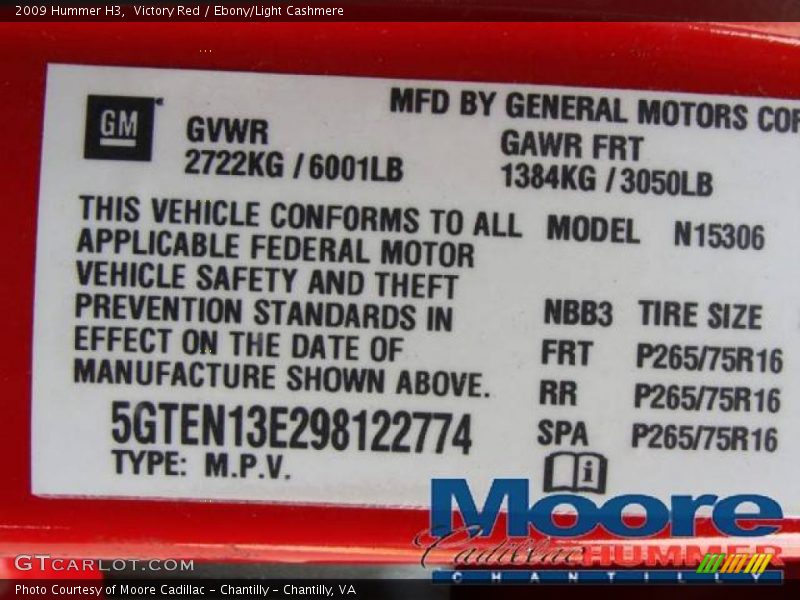 2009 Hummer H3,  Victory Red / Ebony/Light Cashmere
MFD BY GENERAL MOTORS COR
GM
GVWR
GAWR FRT
2722KG / 6001LB
1384KG / 3050LB
THIS VEHICLE CONFORMS TO ALL
APPLICABLE FEDERAL MOTOR
VEHICLE SAFETY AND THEFT
PREVENTION STANDARDS IN
EFFECT ON THE DATE OF
MANUFACTURE SHOWN ABOVE.
MODEL N15306
NBB3 TIRE SIZE
FRT P265/75R16
RR P265/75R16
SPA P265/75R16
5GTEN13E298122774
TYPE: M.P.V.
i
Moore
Cadillac HUMMER
CHANTILLY
GTCARLOT.COM
Photo Courtesy of Moore Cadillac - Chantilly - Chantilly, VA